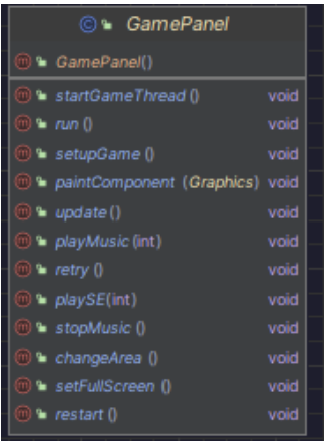 GamePanel
GamePanel()
startGameThread () void
run () void
setupGame () void
paintComponent (Graphics) void
update () void
playMusic(int) void
retry () void
playSE(int) void
stopMusic () void
changeArea () void
setFullScreen () void
restart () void